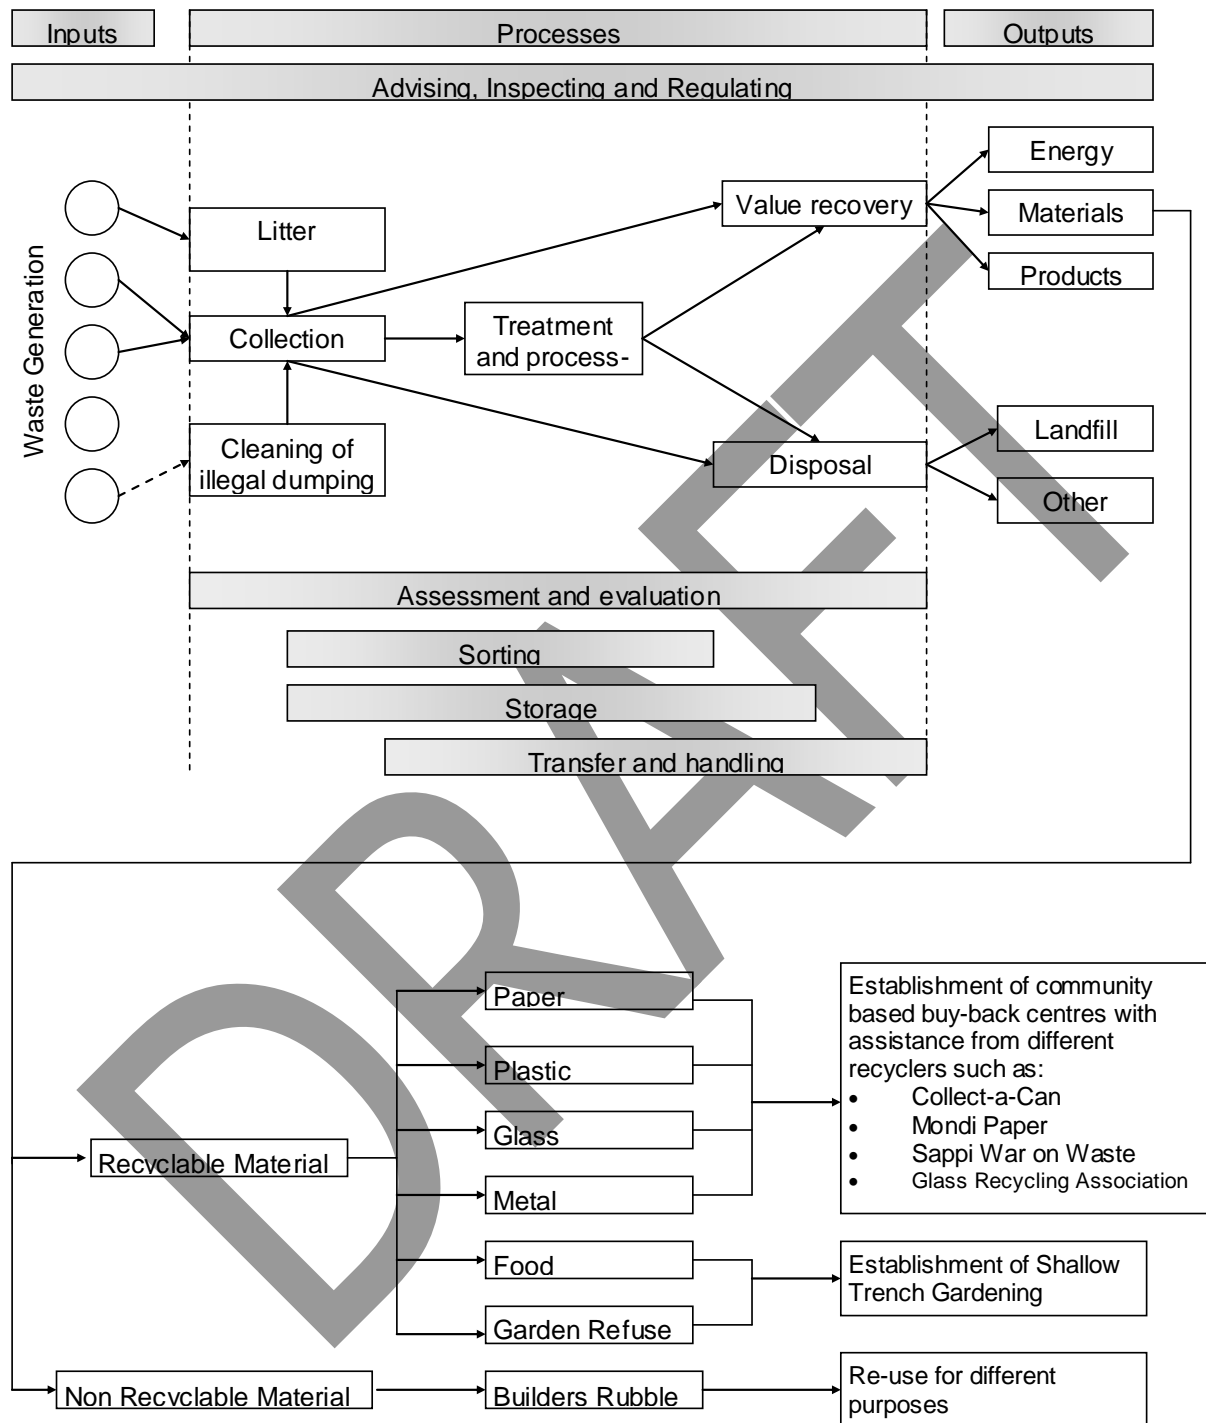 Inputs
Processes
Outputs
Advising, Inspecting and Regulating
Waste Generation
Litter
Collection
Cleaning of
illegal dumping
Treatment
and process-
Value recovery
Disposal
Energy
Materials
Products
Landfill
Other
Assessment and evaluation
Sorting
Storage
Transfer and handling
DRAFT
Recyclable Material
Paper
Plastic
Glass
Metal
Food
Garden Refuse
Establishment of community
based buy-back centres with
assistance from different
recyclers such as:
• Collect-a-Can
• Mondi Paper
• Sappi War on Waste
• Glass Recycling Association
Establishment of Shallow
Trench Gardening
Non Recyclable Material
Builders Rubble
Re-use for different
purposes